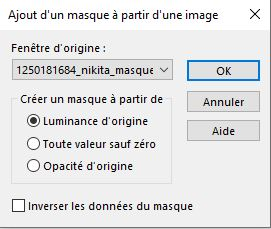 Ajout d'un masque à partir d'une image
Fenêtre d'origine :
1250181684_nikita_masque
OK
Créer un masque à partir de
Annuler
Luminance d'origine
Aide
Toute valeur sauf zéro
Opacité d'origine
Inverser les données du masque